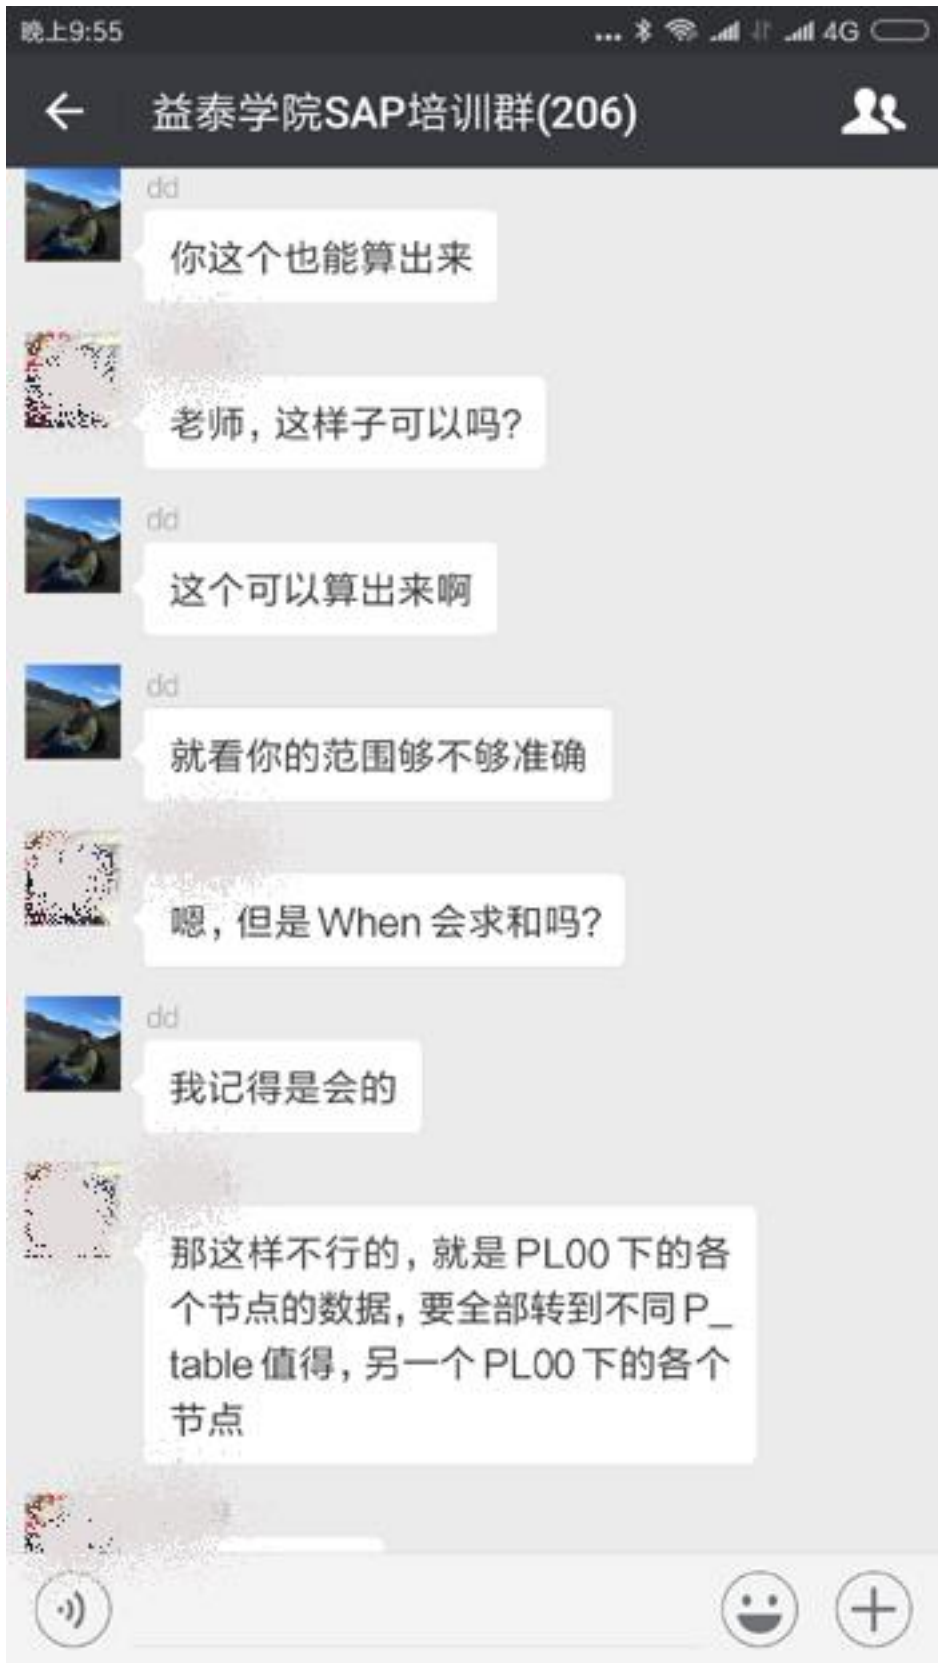 晚上9:55
4G
益泰学院SAP培训群(206)
dd
你这个也能算出来
老师,这样子可以吗?
dd
这个可以算出来啊
dd
就看你的范围够不够准确
嗯,但是When会求和吗?
dd
我记得是会的
那这样不行的,就是PL00下的各
个节点的数据,要全部转到不同P_
table值得,另一个PL00下的各个
节点